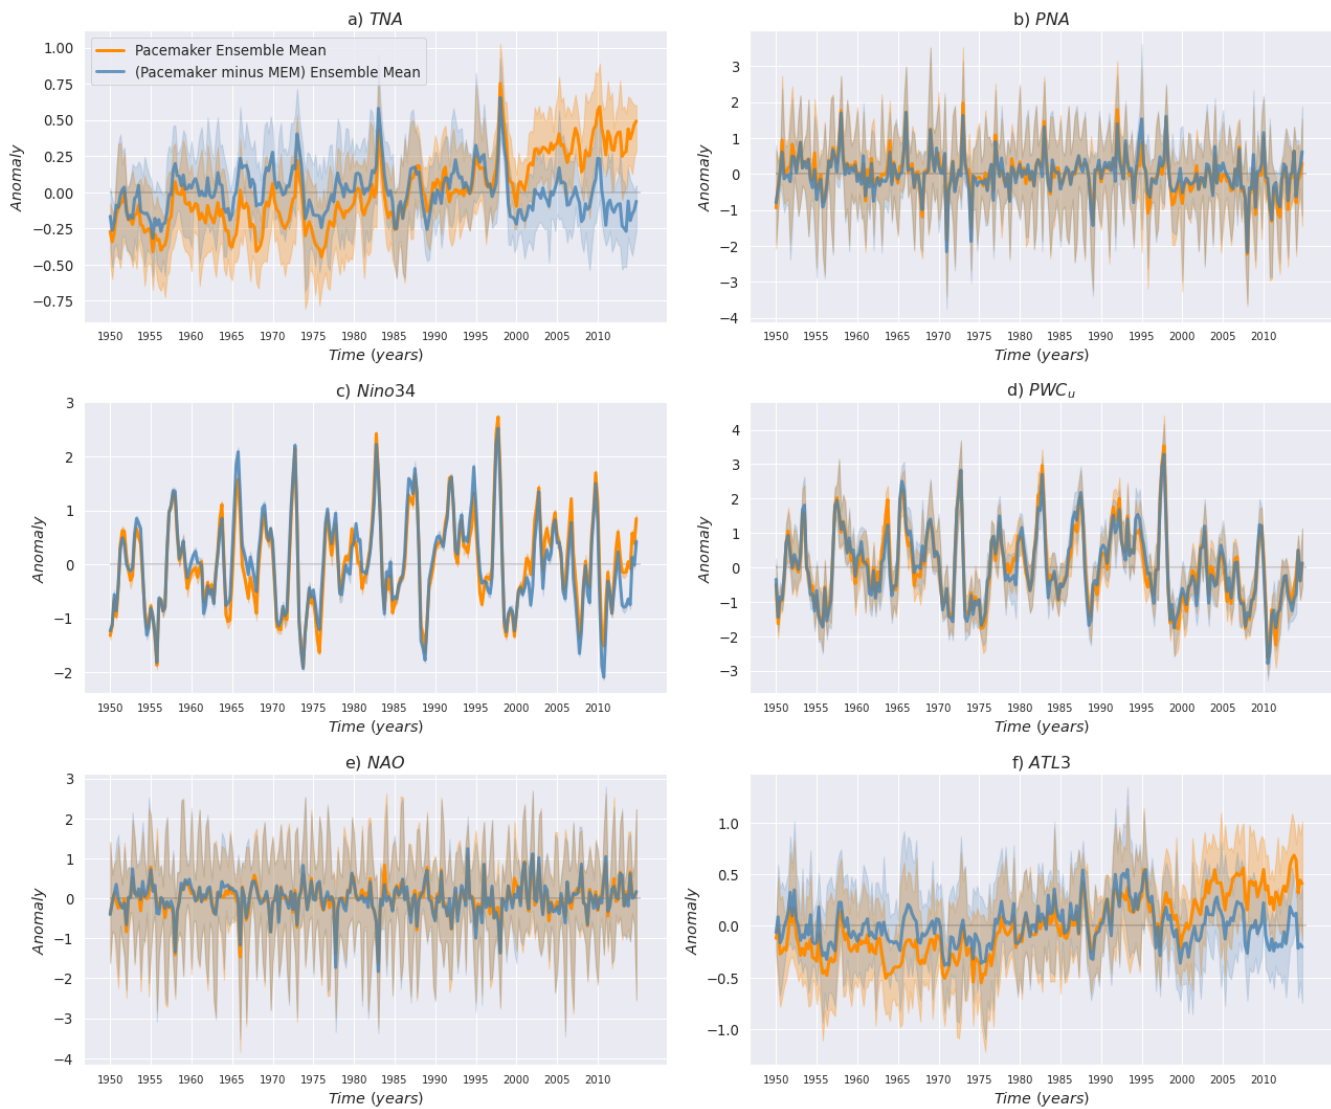 a) TNA
1.00
0.75
0.50
0.25
0.00
−0.25
−0.50
−0.75
Anomaly
Pacemaker Ensemble Mean
(Pacemaker minus MEM) Ensemble Mean
1950 1955 1960 1965 1970 1975 1980 1985 1990 1995 2000 2005 2010
Time (years)
b) PNA
3
2
1
0
−1
−2
−3
−4
Anomaly
1950 1955 1960 1965 1970 1975 1980 1985 1990 1995 2000 2005 2010
Time (years)
c) Nino34
3
2
1
0
−1
−2
Anomaly
1950 1955 1960 1965 1970 1975 1980 1985 1990 1995 2000 2005 2010
Time (years)
d) PWCu
4
3
2
1
0
−1
−2
−3
Anomaly
1950 1955 1960 1965 1970 1975 1980 1985 1990 1995 2000 2005 2010
Time (years)
e) NAO
3
2
1
0
−1
−2
−3
−4
Anomaly
1950 1955 1960 1965 1970 1975 1980 1985 1990 1995 2000 2005 2010
Time (years)
f) ATL3
1.0
0.5
0.0
−0.5
−1.0
Anomaly
1950 1955 1960 1965 1970 1975 1980 1985 1990 1995 2000 2005 2010
Time (years)